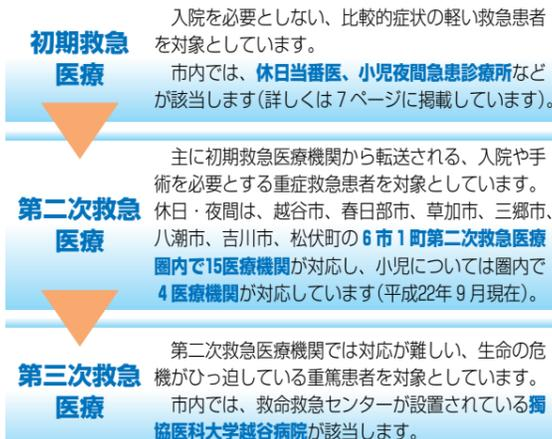 初期救急
医療
入院を必要としない、比較的症状の軽い救急患者
を対象としています。
市内では、休日当番医、小児夜間急患診療所など
が該当します(詳しくは7ページに掲載しています)。
第二次救急
医療
主に初期救急医療機関から転送される、入院や手
術を必要とする重症救急患者を対象としています。
休日・夜間は、越谷市、春日部市、草加市、三郷市、
八潮市、吉川市、松伏町の6市1町第二次救急医療
圏内で15医療機関が対応し、小児については圏内で
4医療機関が対応しています(平成22年9月現在)。
第三次救急
医療
第二次救急医療機関では対応が難しい、生命の危
機がひっ迫している重篤患者を対象としています。
市内では、救命救急センターが設置されている獨
協医科大学越谷病院が該当します。